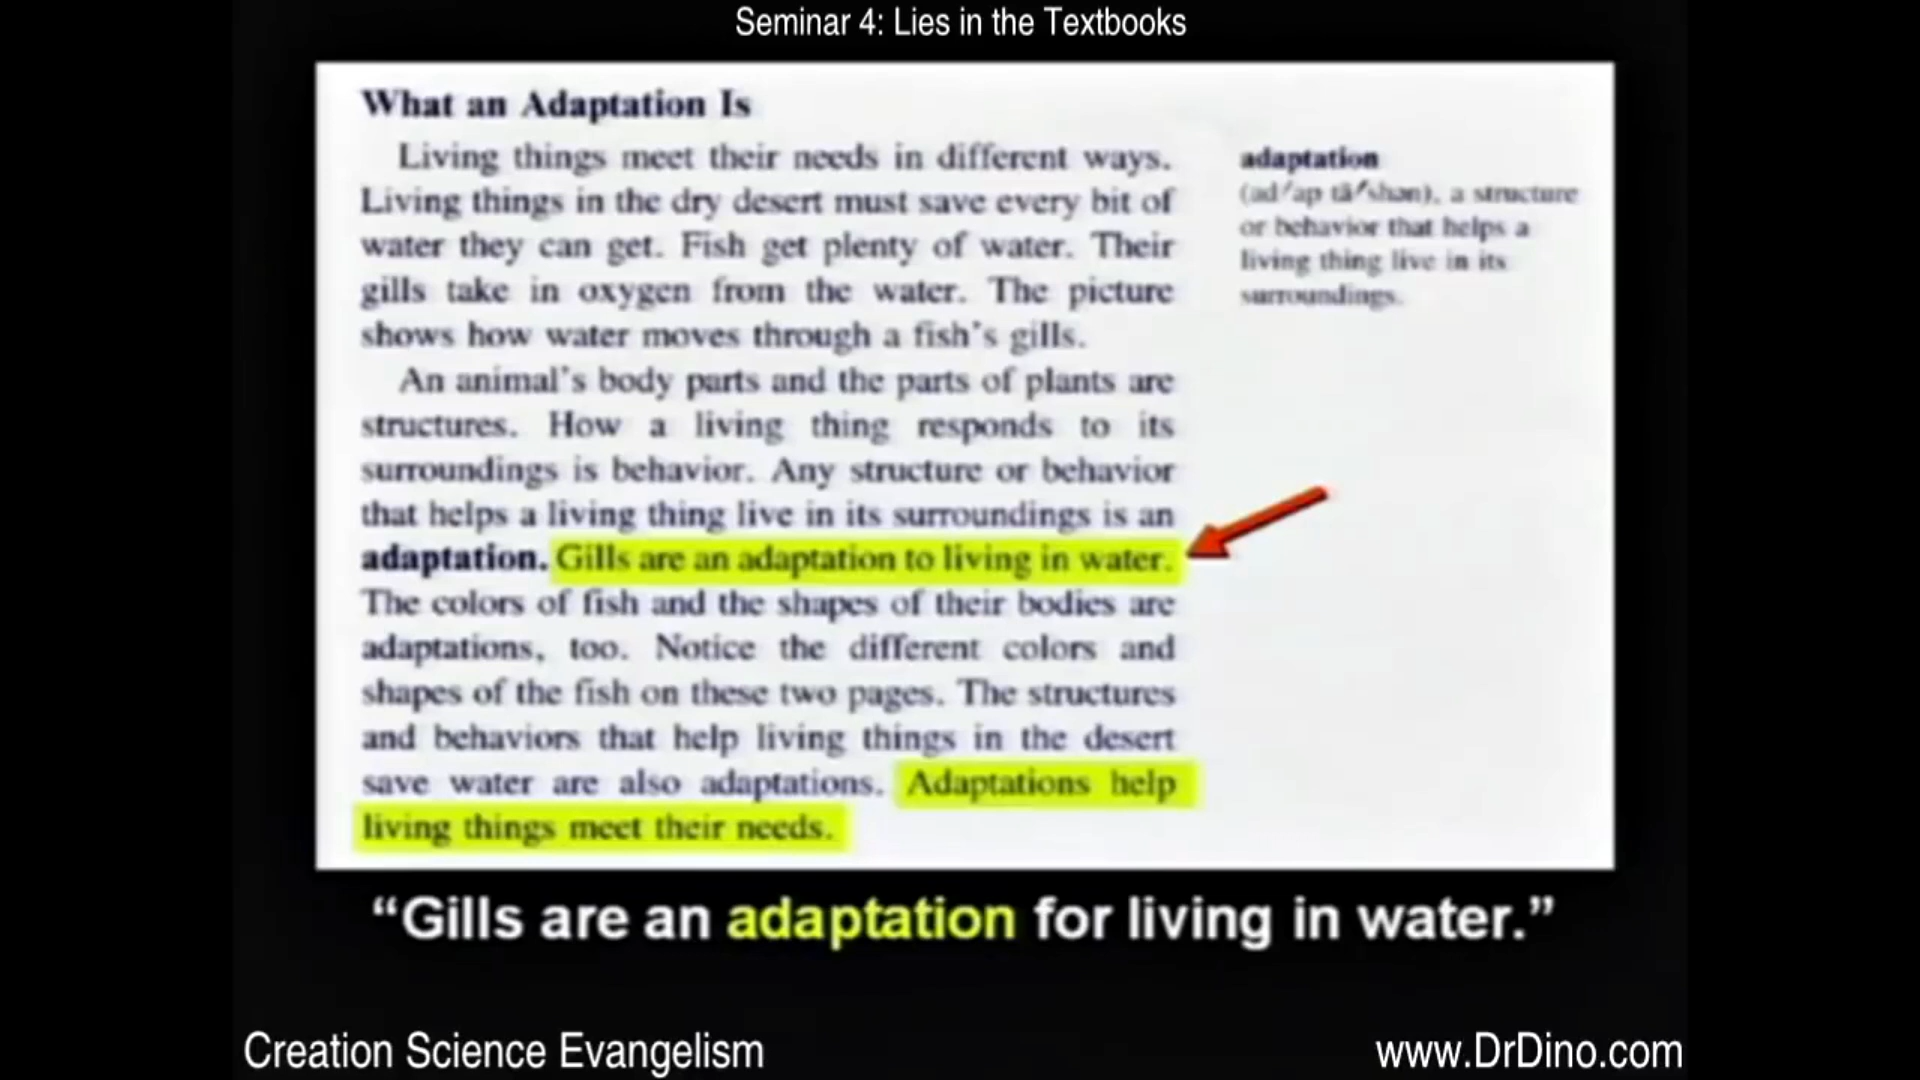 Seminar 4: Lies in the Textbooks
What an Adaptation Is
Living things meet their needs in different ways.
Living things in the dry desert must save every bit of
water they can get. Fish get plenty of water. Their
gills take in oxygen from the water. The picture
shows how water moves through a fish's gills.
An animal's body parts and the parts of plants are
structures. How a living thing responds to its
surroundings is behavior. Any structure or behavior
that helps a living thing live in its surroundings is an
adaptation. Gills are an adaptation to living in water.
The colors of fish and the shapes of their bodies are
adaptations, too. Notice the different colors and
shapes of the fish on these two pages. The structures
and behaviors that help living things in the desert
save water are also adaptations. Adaptations help
living things meet their needs.
adaptation
(ad′ap tā′shən), a structure
or behavior that helps a
living thing live in its
surroundings.
“Gills are an adaptation for living in water.”
Creation Science Evangelism
www.DrDino.com